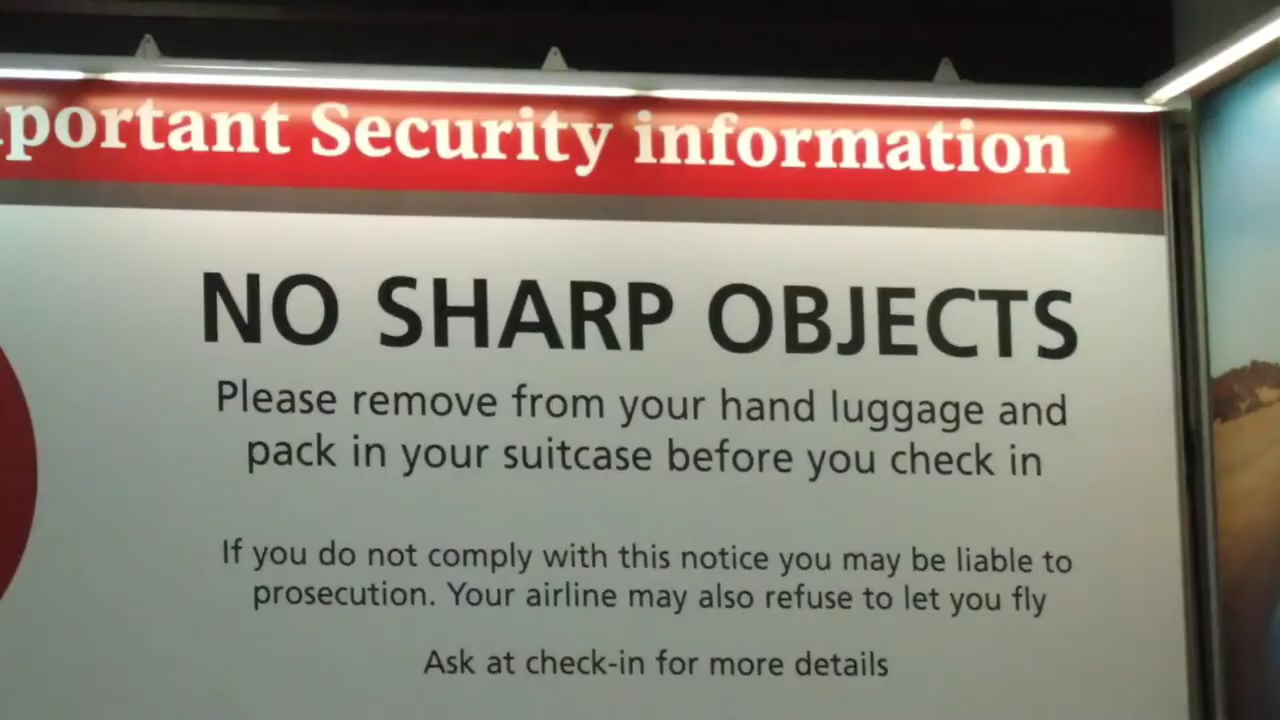 portant Security information
NO SHARP OBJECTS
Please remove from your hand luggage and
pack in your suitcase before you check in
If you do not comply with this notice you may be liable to
prosecution. Your airline may also refuse to let you fly
Ask at check-in for more details